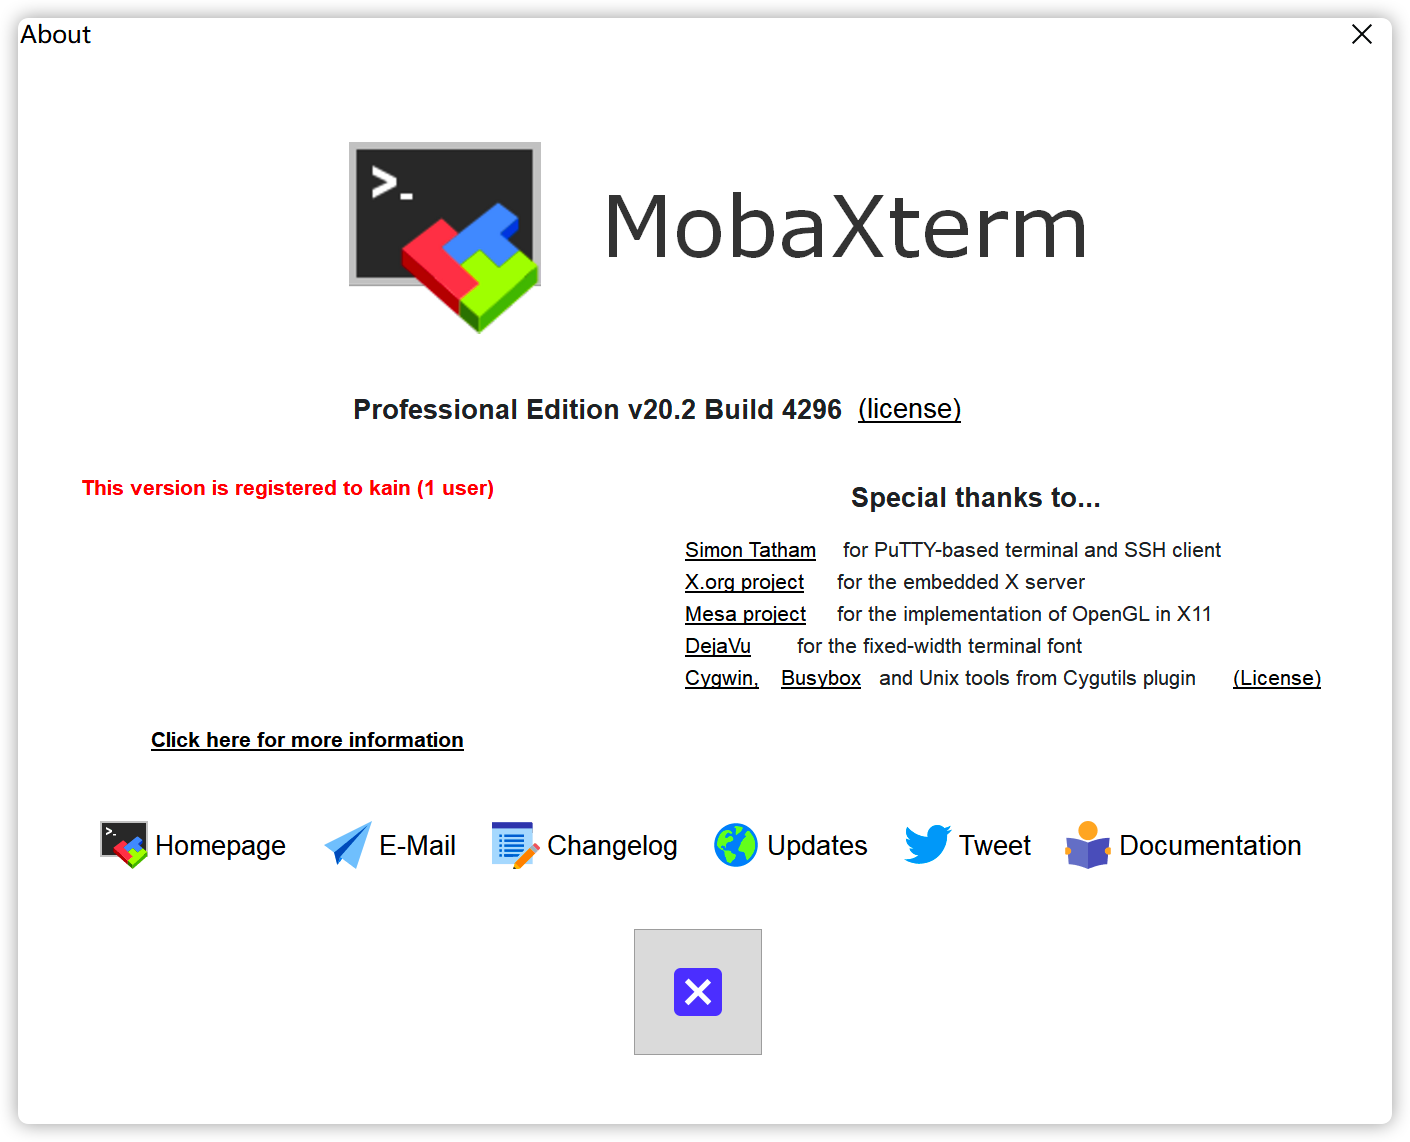 About
>_
MobaXterm
Professional Edition v20.2 Build 4296 (license)
This version is registered to kain (1 user)
Special thanks to...
Simon Tatham for PuTTY-based terminal and SSH client
X.org project for the embedded X server
Mesa project for the implementation of OpenGL in X11
DejaVu for the fixed-width terminal font
Cygwin, Busybox and Unix tools from Cygutils plugin (License)
Click here for more information
Homepage E-Mail Changelog Updates Tweet Documentation